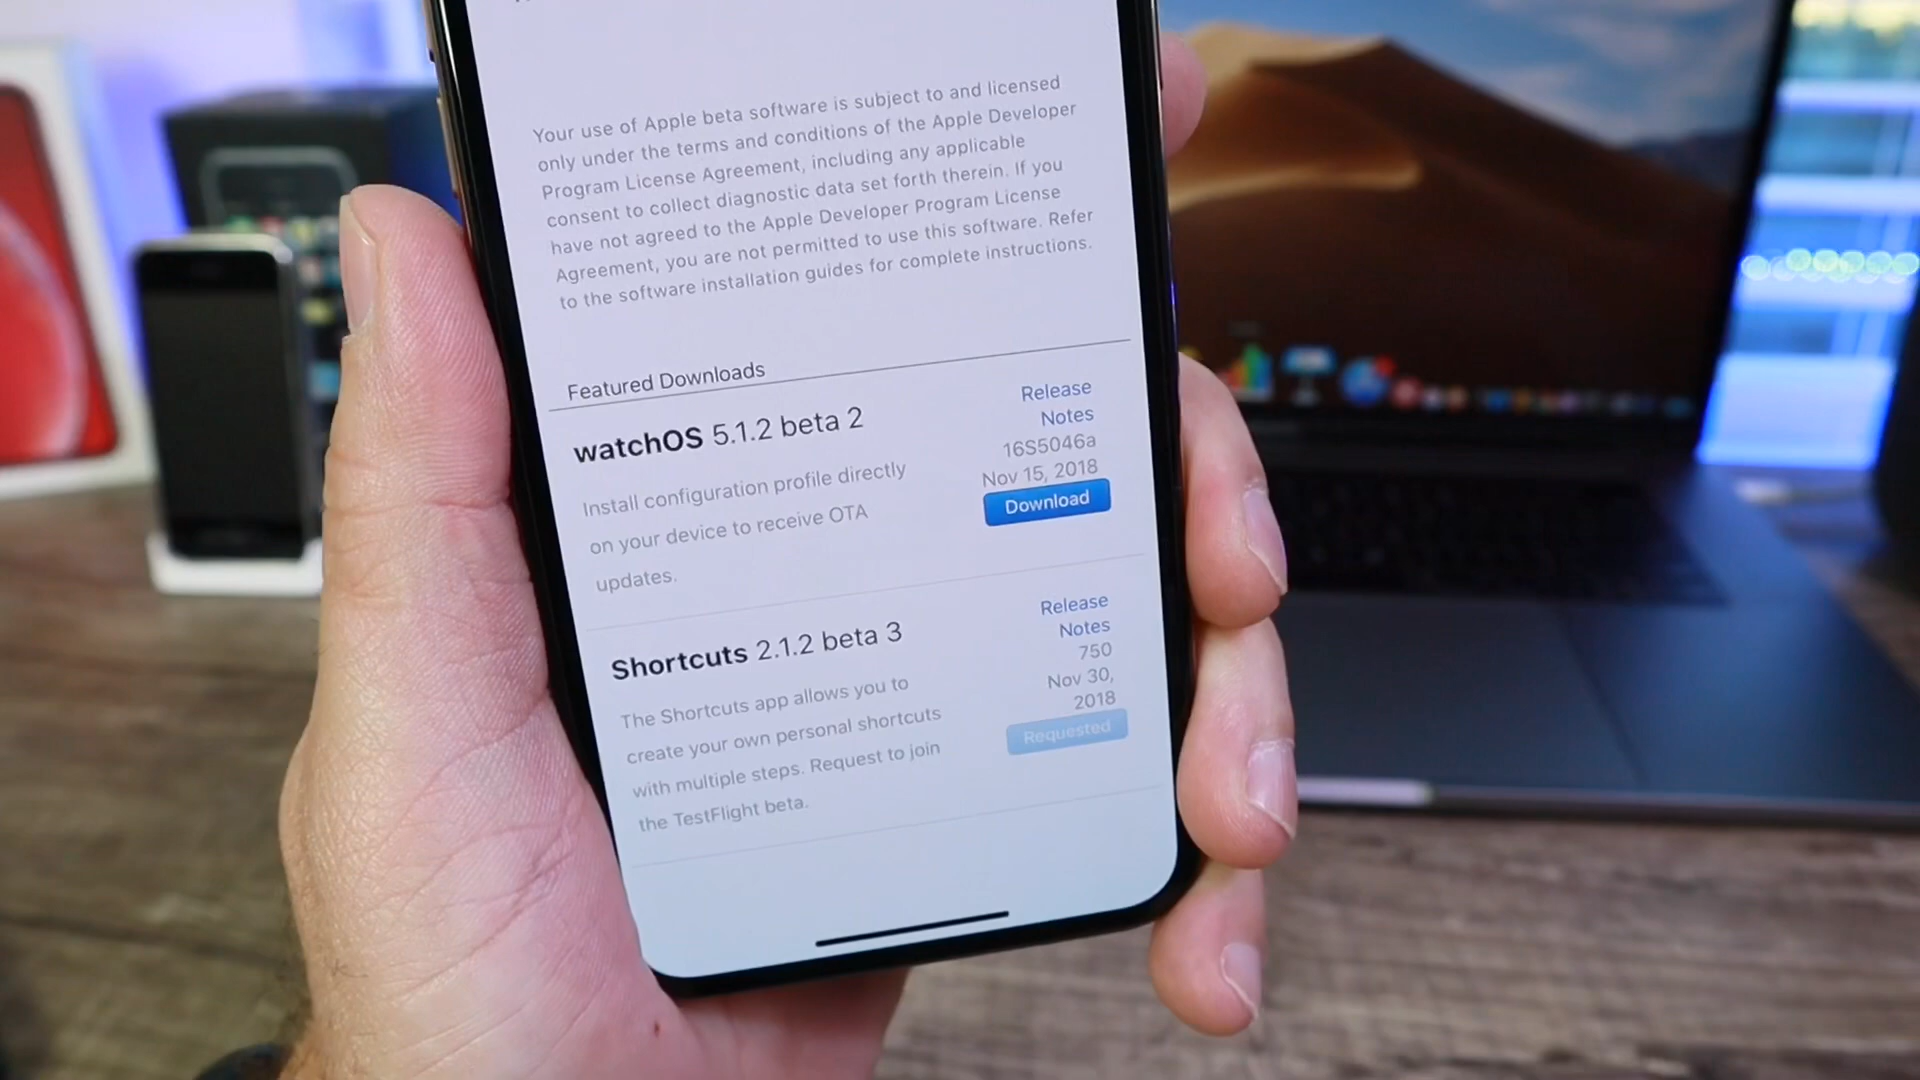 Your use of Apple beta software is subject to and licensed
only under the terms and conditions of the Apple Developer
Program License Agreement, including any applicable
consent to collect diagnostic data set forth therein. If you
have not agreed to the Apple Developer Program License
Agreement, you are not permitted to use this software. Refer
to the software installation guides for complete instructions.
Featured Downloads
watchOS 5.1.2 beta 2
Install configuration profile directly
on your device to receive OTA
updates.
Release
Notes
16S5046a
Nov 15, 2018
Download
Shortcuts 2.1.2 beta 3
The Shortcuts app allows you to
create your own personal shortcuts
with multiple steps. Request to join
the TestFlight beta.
Release
Notes
750
Nov 30,
2018
Requested